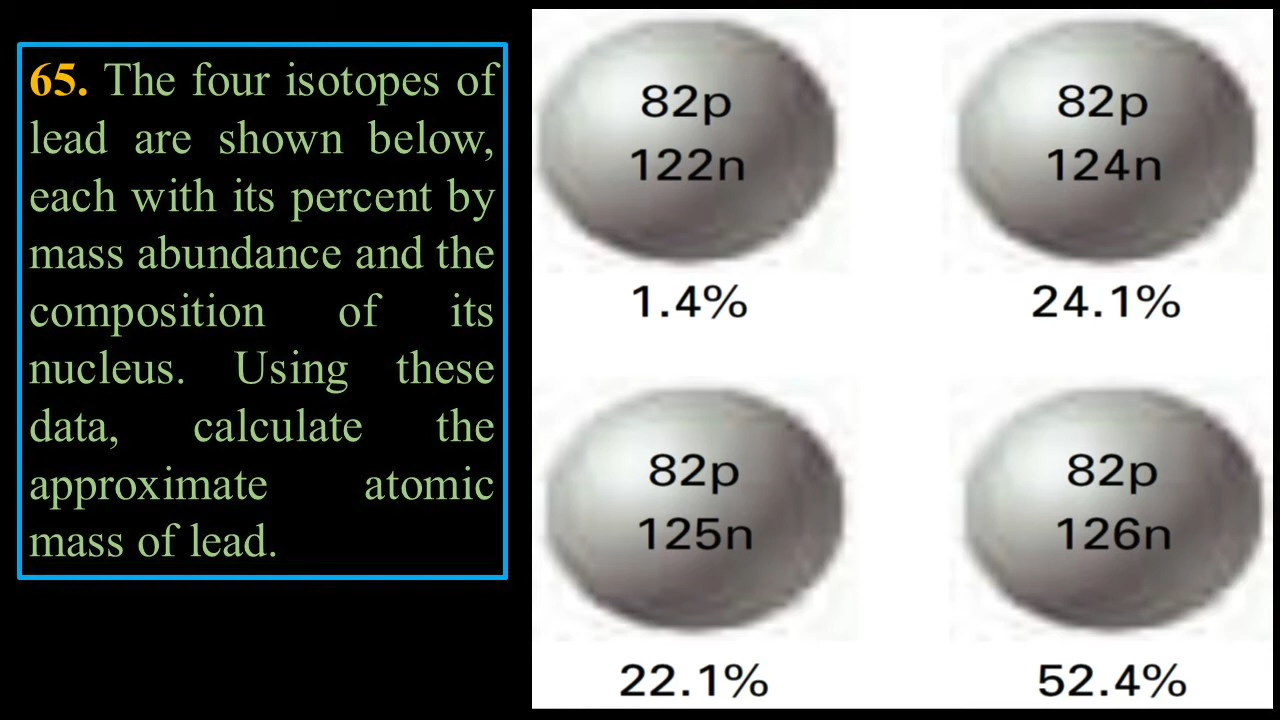 65. The four isotopes of
lead are shown below,
each with its percent by
mass abundance and the
composition of its
nucleus. Using these
data, calculate the
approximate atomic
mass of lead.
82p
122n
1.4%
82p
124n
24.1%
82p
125n
22.1%
82p
126n
52.4%